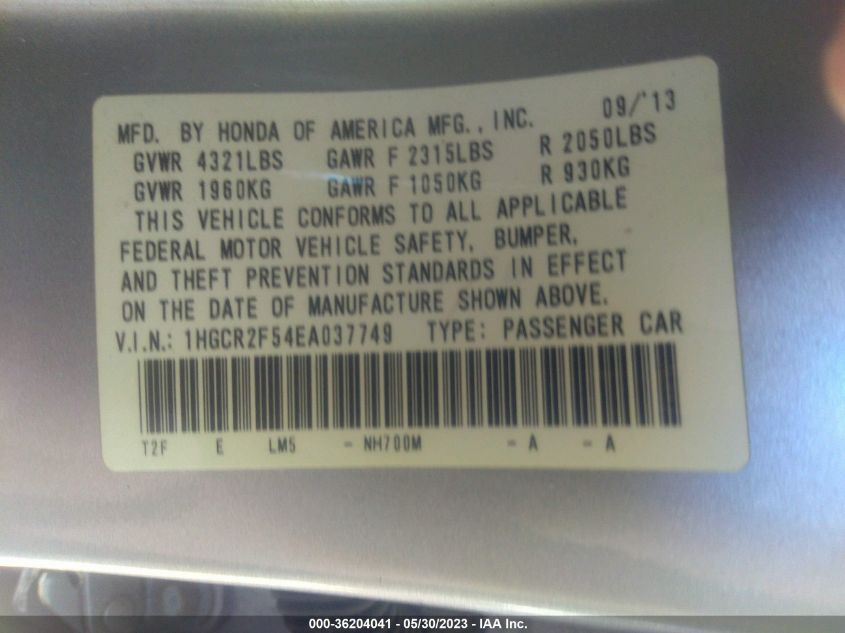 MFD. BY HONDA OF AMERICA MFG., INC. 09/'13
GVWR 4321LBS GAWR F 2315LBS R 2050LBS
GVWR 1960KG GAWR F 1050KG R 930KG
THIS VEHICLE CONFORMS TO ALL APPLICABLE
FEDERAL MOTOR VEHICLE SAFETY, BUMPER,
AND THEFT PREVENTION STANDARDS IN EFFECT
ON THE DATE OF MANUFACTURE SHOWN ABOVE.
V.I.N.: 1HGCR2F54EA037749 TYPE: PASSENGER CAR
T2F E LM5 - NH700M - A - A
000-36204041 - 05/30/2023 - IAA Inc.